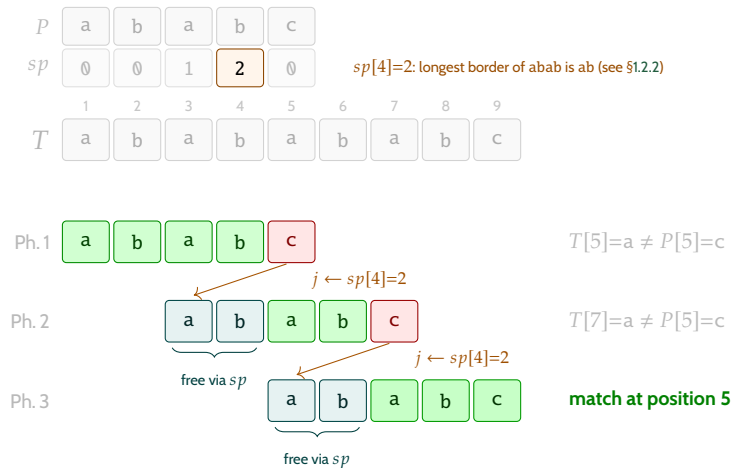 P a b a b c
sp 0 0 1 2 0 sp[4]=2: longest border of abab is ab (see §1.2.2)
1 2 3 4 5 6 7 8 9
T a b a b a b a b c
Ph. 1 a b a b c T[5]=a ≠ P[5]=c
j ← sp[4]=2
Ph. 2 a b a b c T[7]=a ≠ P[5]=c
free via sp
j ← sp[4]=2
Ph. 3 a b a b c match at position 5
free via sp